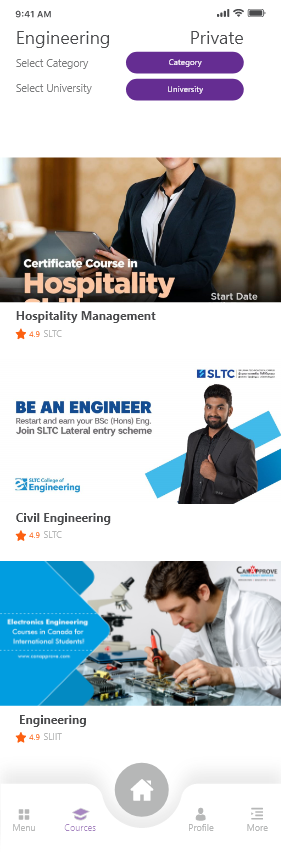 9:41 AM
Engineering Private
Select Category Category
Select University University
Certificate Course in
Hospitality
Start Date
Hospitality Management
4.9 SLTC
SLTC
BE AN ENGINEER
Restart and earn your BSc (Hons) Eng.
Join SLTC Lateral entry scheme
SLTC College of
Engineering
Civil Engineering
4.9 SLTC
CANAPPROVE
Electronics Engineering
Courses in Canada for
International Students!
www.canapprove.com
Engineering
4.9 SLIIT
Menu Cources Profile More